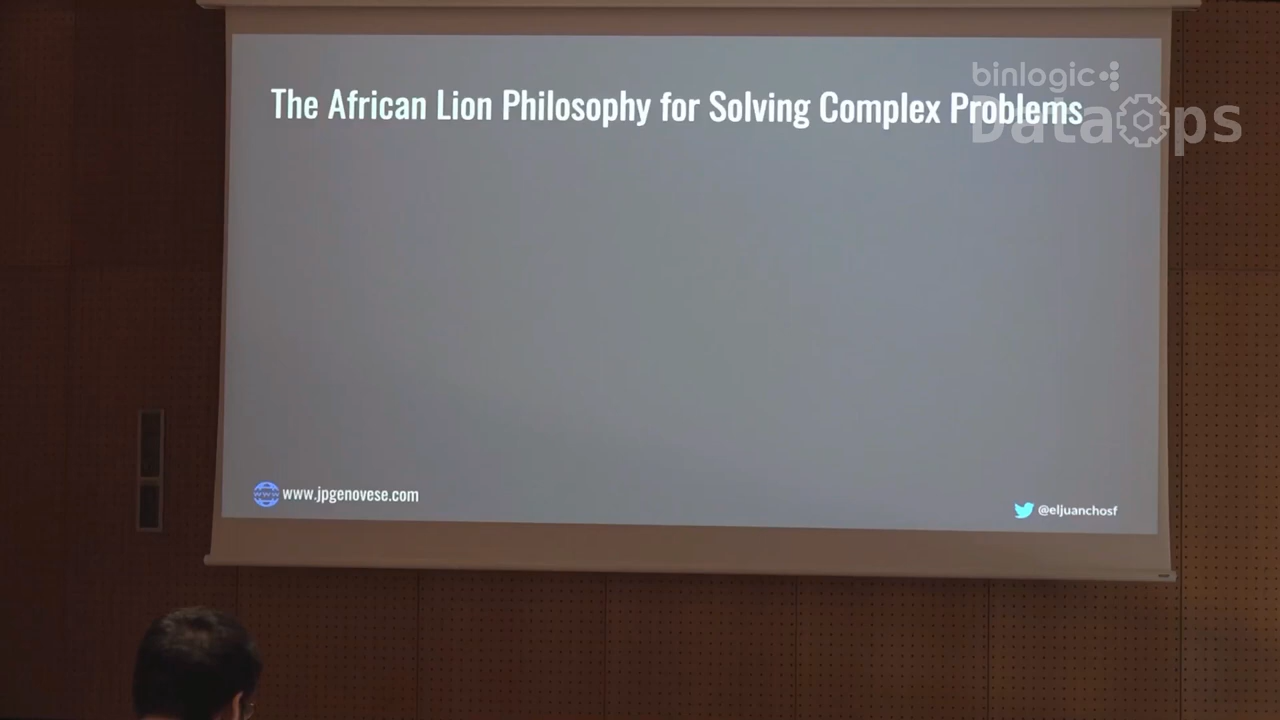 binlogic
DataOps
The African Lion Philosophy for Solving Complex Problems
www.jpgenovese.com
@eljuanchosf